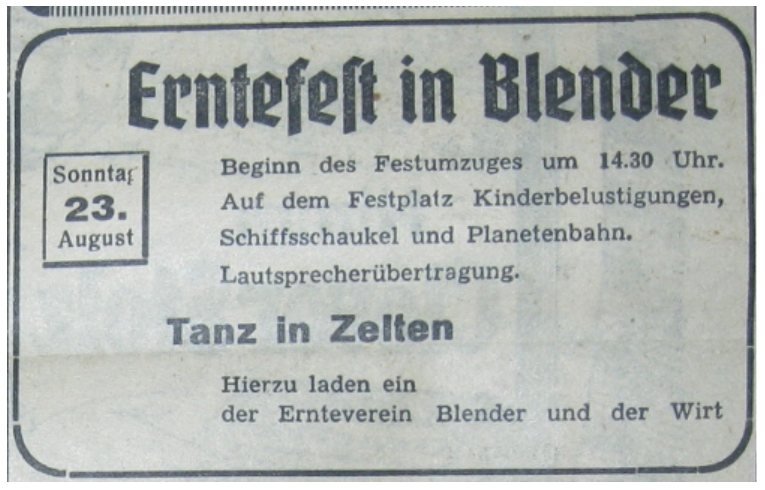 Erntefest in Blender
Sonntag
23.
August
Beginn des Festumzuges um 14.30 Uhr.
Auf dem Festplatz Kinderbelustigungen,
Schiffsschaukel und Planetenbahn.
Lautsprecherübertragung.
Tanz in Zelten
Hierzu laden ein
der Ernteverein Blender und der Wirt